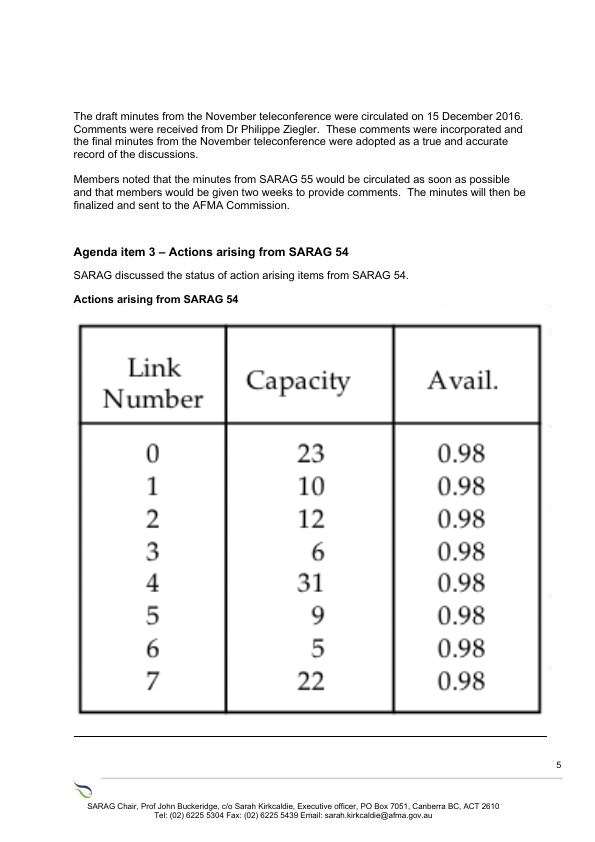 The draft minutes from the November teleconference were circulated on 15 December 2016.
Comments were received from Dr Philippe Ziegler.  These comments were incorporated and
the final minutes from the November teleconference were adopted as a true and accurate
record of the discussions.
Members noted that the minutes from SARAG 55 would be circulated as soon as possible
and that members would be given two weeks to provide comments.  The minutes will then be
finalized and sent to the AFMA Commission.
Agenda item 3 – Actions arising from SARAG 54
SARAG discussed the status of action arising items from SARAG 54.
Actions arising from SARAG 54
Link Number Capacity Avail.
0 23 0.98
1 10 0.98
2 12 0.98
3 6 0.98
4 31 0.98
5 9 0.98
6 5 0.98
7 22 0.98
5
SARAG Chair, Prof John Buckeridge, c/o Sarah Kirkcaldie, Executive officer, PO Box 7051, Canberra BC, ACT 2610
Tel: (02) 6225 5304 Fax: (02) 6225 5439 Email: sarah.kirkcaldie@afma.gov.au